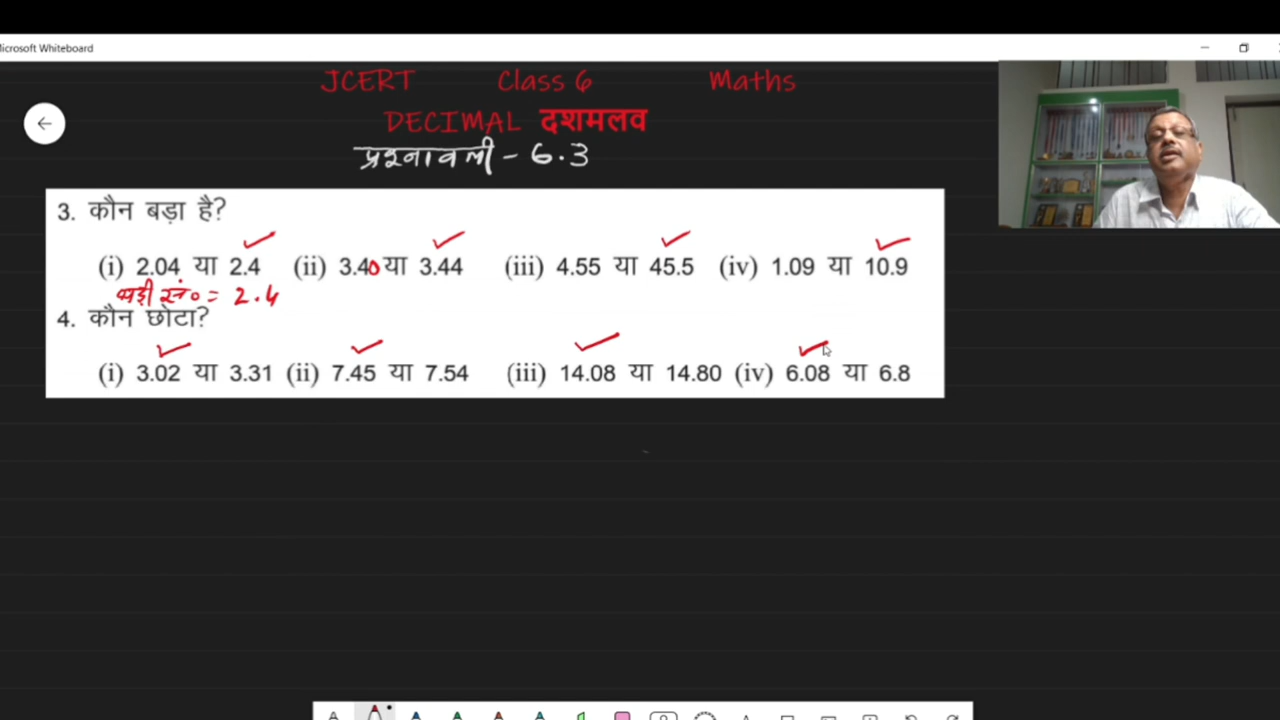 Microsoft Whiteboard
JCERT Class 6 Maths
DECIMAL दशमलव
प्रश्नावली - 6.3
3. कौन बड़ा है?
(i) 2.04 या 2.4 (ii) 3.40 या 3.44 (iii) 4.55 या 45.5 (iv) 1.09 या 10.9
बड़ी सं० = 2.4
4. कौन छोटा?
(i) 3.02 या 3.31 (ii) 7.45 या 7.54 (iii) 14.08 या 14.80 (iv) 6.08 या 6.8